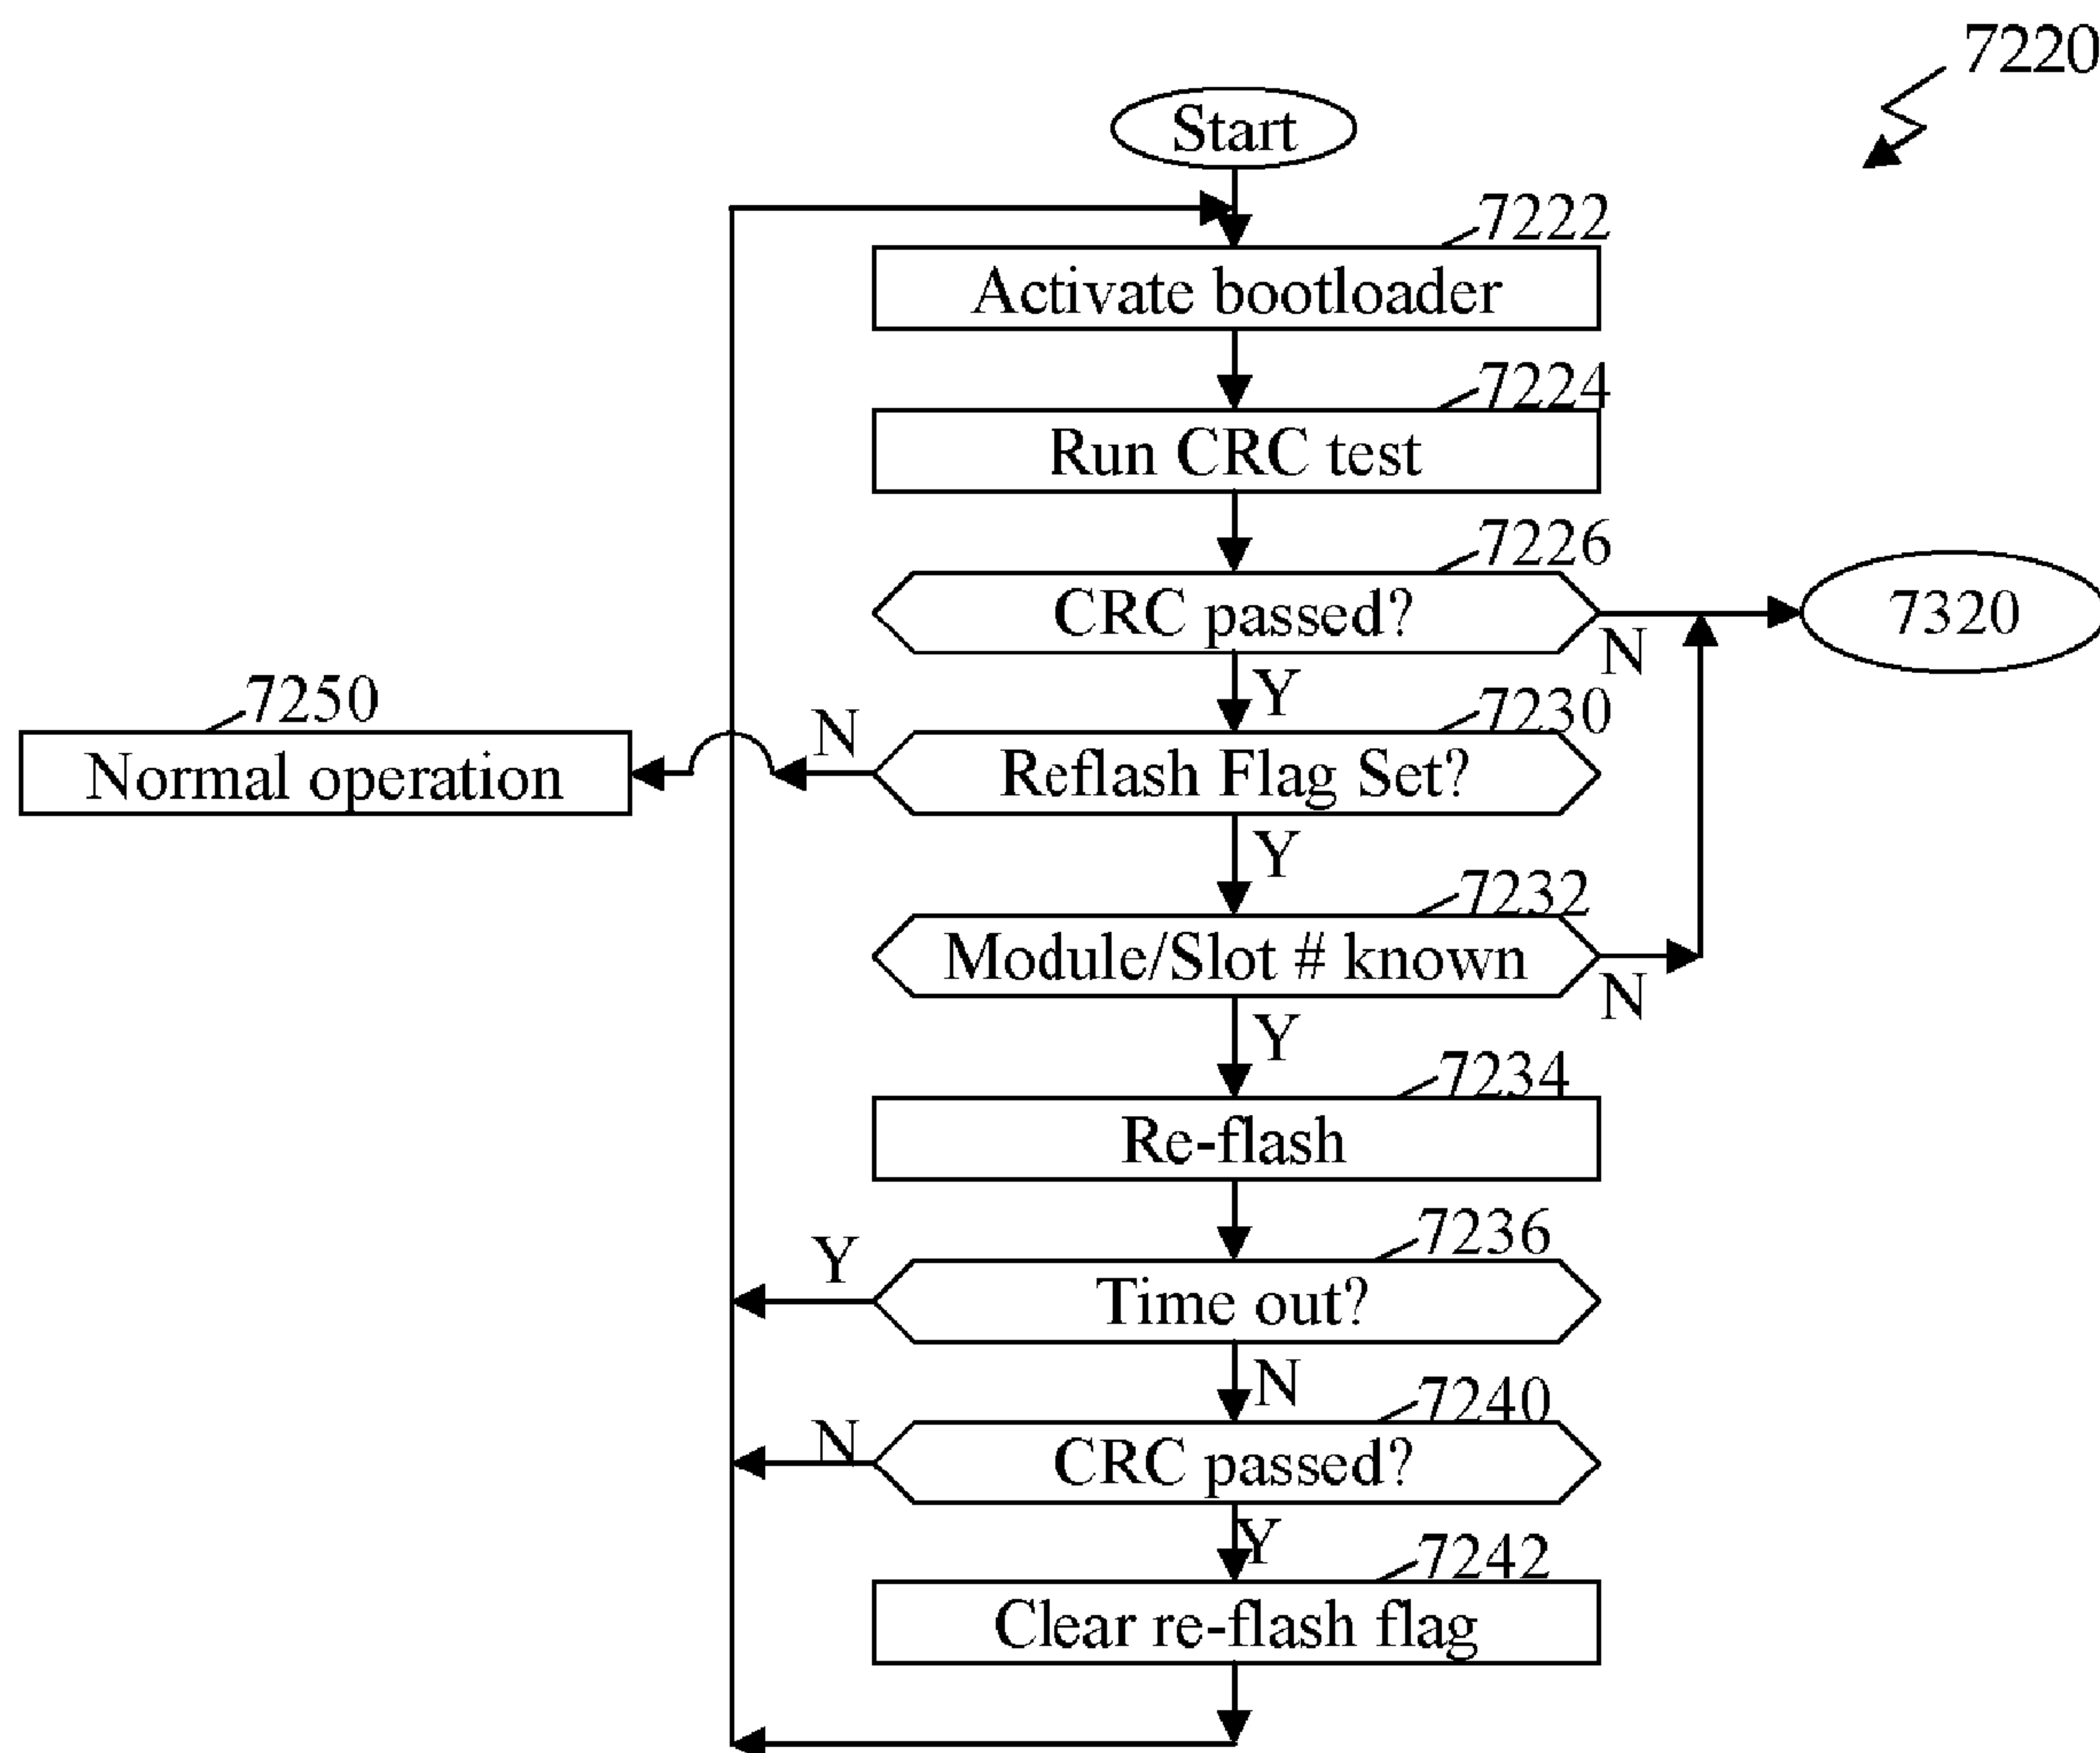 7220
Start
7222
Activate bootloader
7224
Run CRC test
7226
CRC passed?
N
7320
Y
7250
Normal operation
N
7230
Reflash Flag Set?
Y
7232
Module/Slot # known
N
Y
7234
Re-flash
7236
Y
Time out?
N
7240
N
CRC passed?
Y
7242
Clear re-flash flag